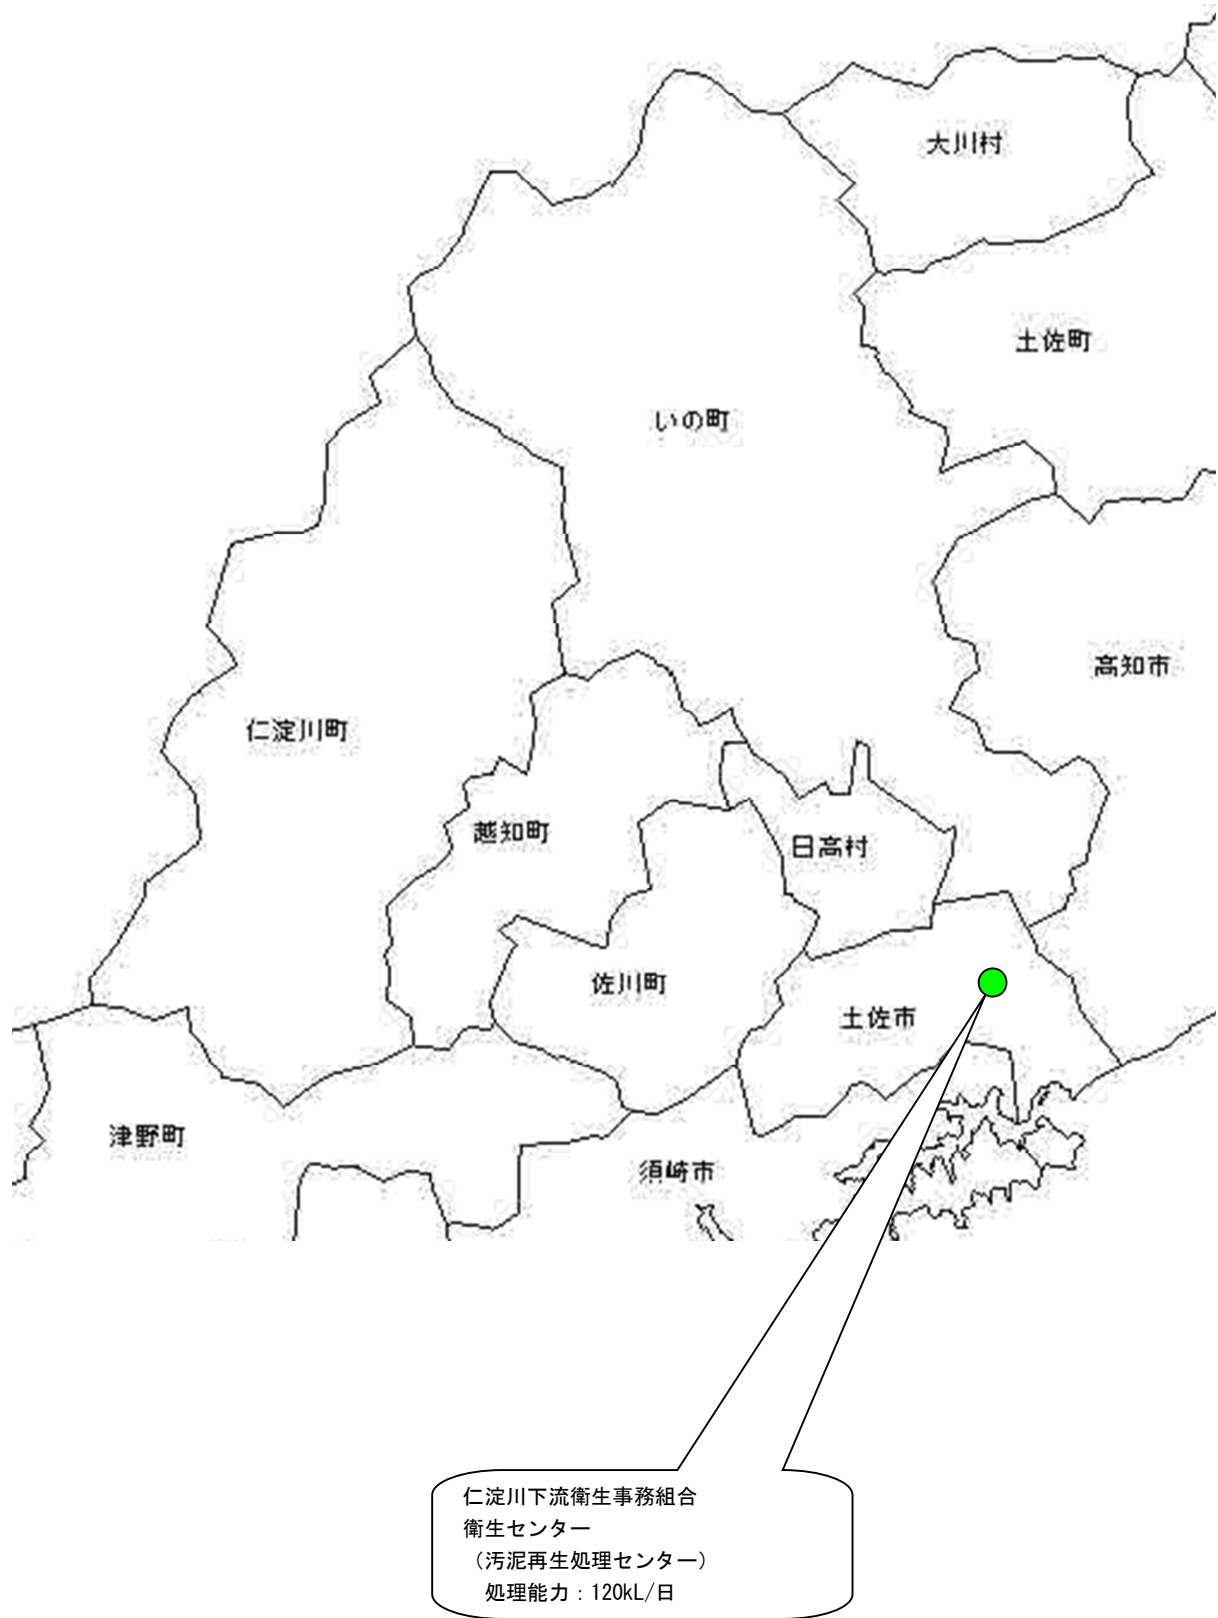 大川村
土佐町
いの町
高知市
仁淀川町
越知町
日高村
佐川町
土佐市
津野町
須崎市
仁淀川下流衛生事務組合
衛生センター
（汚泥再生処理センター）
処理能力：120kL/日